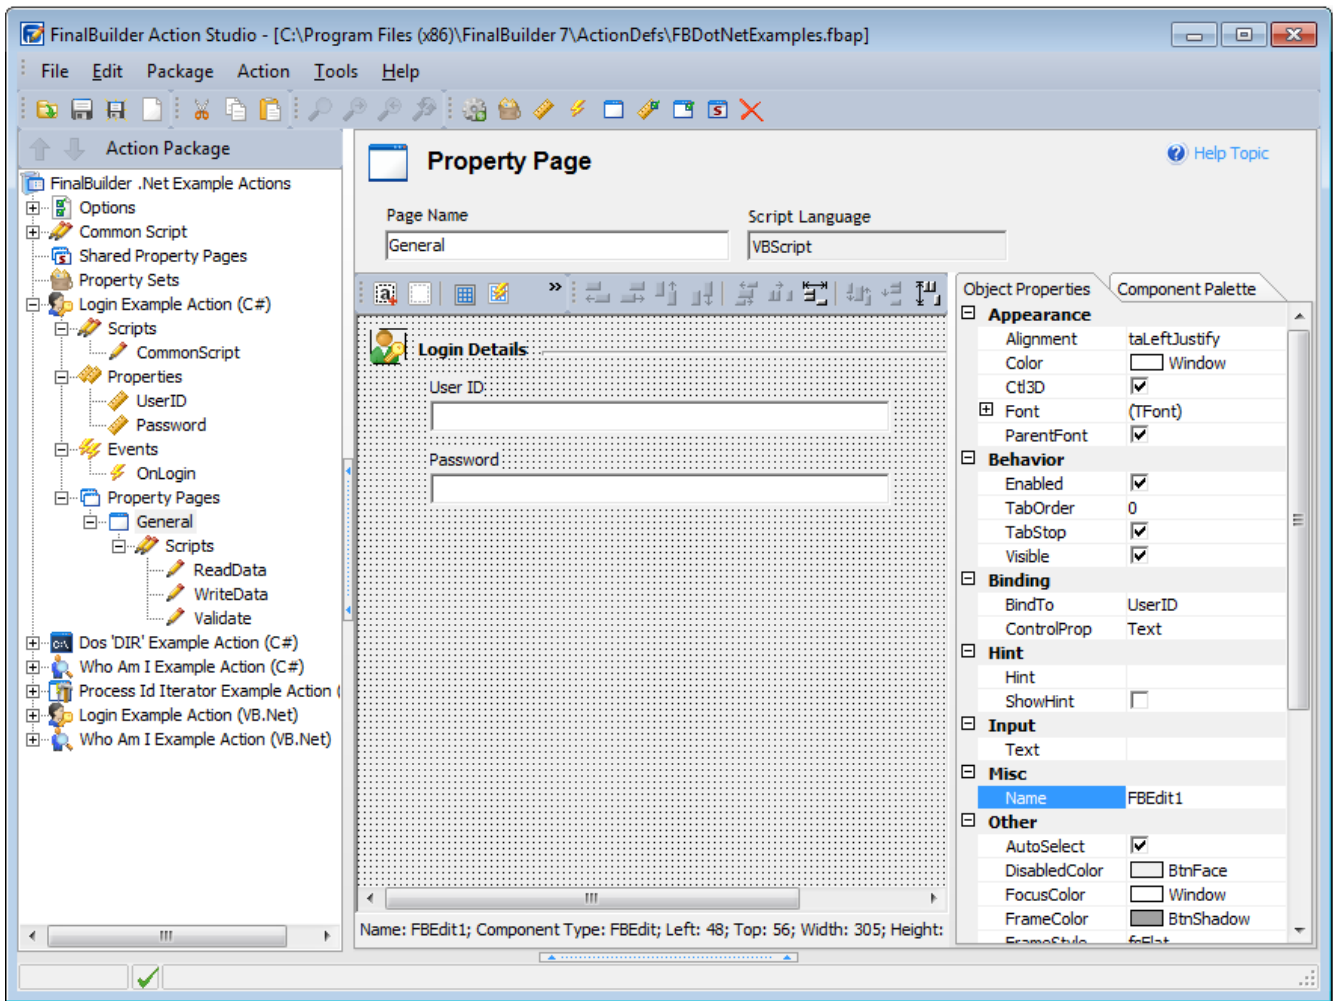 FinalBuilder Action Studio - [C:\Program Files (x86)\FinalBuilder 7\ActionDefs\FBDotNetExamples.fbap]
File Edit Package Action Tools Help
Action Package
FinalBuilder .Net Example Actions
Options
Common Script
Shared Property Pages
Property Sets
Login Example Action (C#)
Scripts
CommonScript
Properties
UserID
Password
Events
OnLogin
Property Pages
General
Scripts
ReadData
WriteData
Validate
Dos 'DIR' Example Action (C#)
Who Am I Example Action (C#)
Process Id Iterator Example Action (
Login Example Action (VB.Net)
Who Am I Example Action (VB.Net)
Property Page
Help Topic
Page Name
General
Script Language
VBScript
Login Details
User ID
Password
Name: FBEdit1; Component Type: FBEdit; Left: 48; Top: 56; Width: 305; Height:
Object Properties
Component Palette
Appearance
Alignment taLeftJustify
Color Window
Ctl3D
Font (TFont)
ParentFont
Behavior
Enabled
TabOrder 0
TabStop
Visible
Binding
BindTo UserID
ControlProp Text
Hint
Hint
ShowHint
Input
Text
Misc
Name FBEdit1
Other
AutoSelect
DisabledColor BtnFace
FocusColor Window
FrameColor BtnShadow
FrameStyle fsFlat